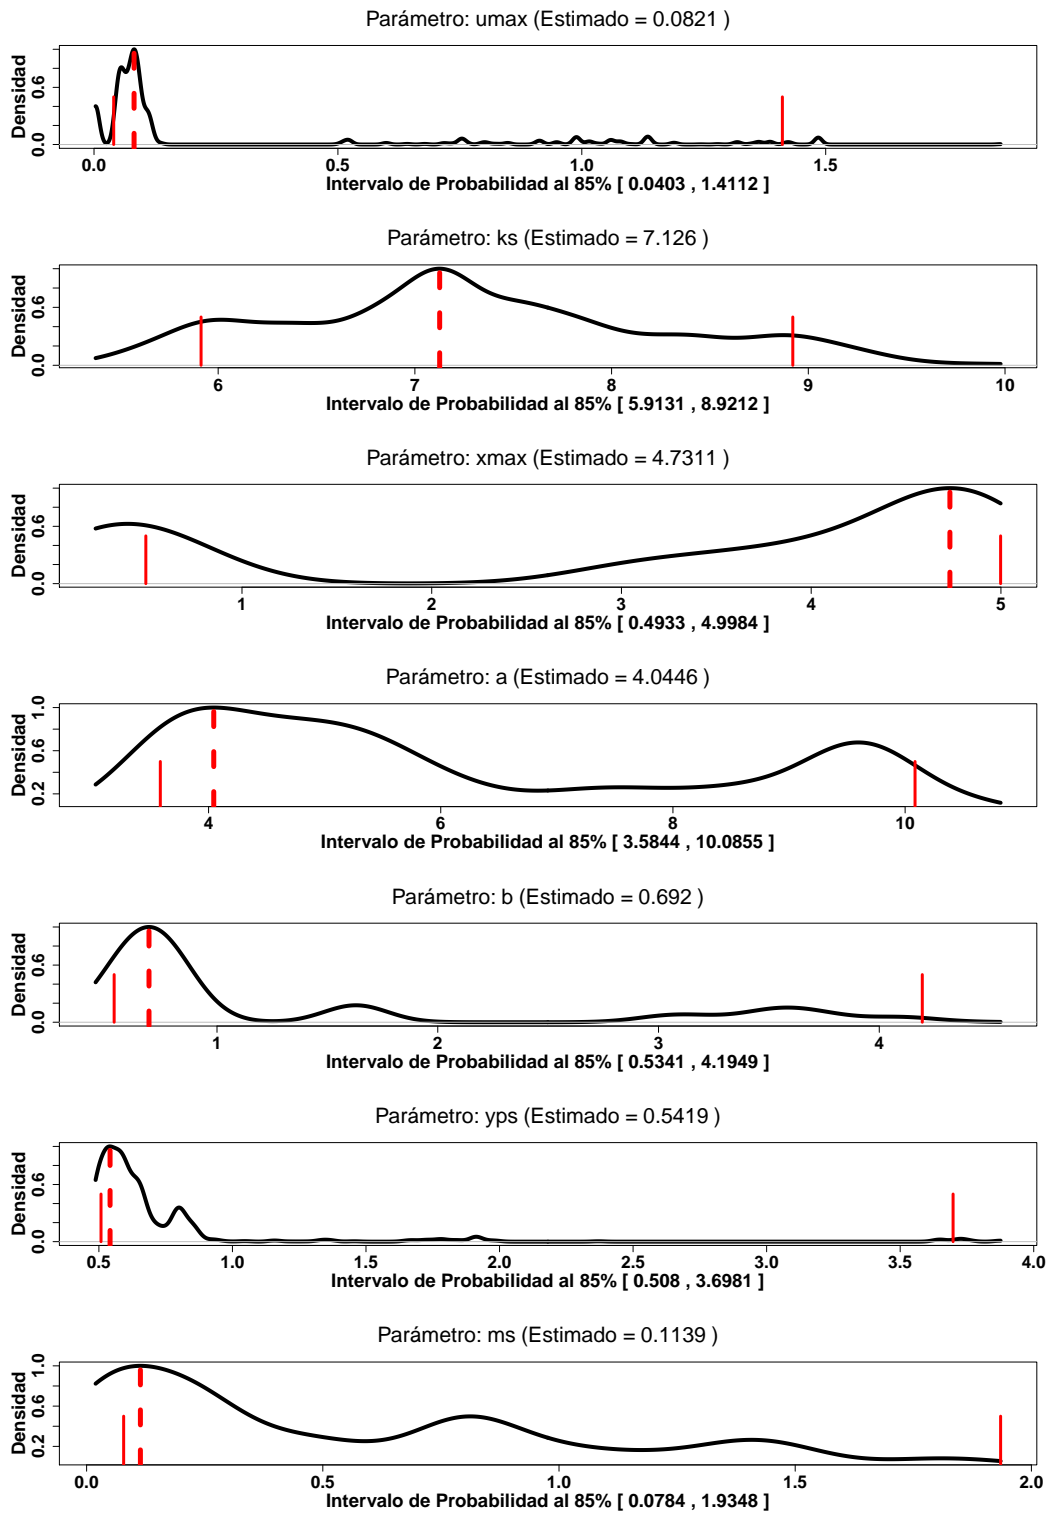 Parámetro: umax (Estimado = 0.0821 )
Densidad
0.0 0.6
0.0 0.5 1.0 1.5
Intervalo de Probabilidad al 85% [ 0.0403 , 1.4112 ]
Parámetro: ks (Estimado = 7.126 )
Densidad
0.0 0.6
6 7 8 9 10
Intervalo de Probabilidad al 85% [ 5.9131 , 8.9212 ]
Parámetro: xmax (Estimado = 4.7311 )
Densidad
0.0 0.6
1 2 3 4 5
Intervalo de Probabilidad al 85% [ 0.4933 , 4.9984 ]
Parámetro: a (Estimado = 4.0446 )
Densidad
0.2 0.6 1.0
4 6 8 10
Intervalo de Probabilidad al 85% [ 3.5844 , 10.0855 ]
Parámetro: b (Estimado = 0.692 )
Densidad
0.0 0.6
1 2 3 4
Intervalo de Probabilidad al 85% [ 0.5341 , 4.1949 ]
Parámetro: yps (Estimado = 0.5419 )
Densidad
0.0 0.6
0.5 1.0 1.5 2.0 2.5 3.0 3.5 4.0
Intervalo de Probabilidad al 85% [ 0.508 , 3.6981 ]
Parámetro: ms (Estimado = 0.1139 )
Densidad
0.2 0.6 1.0
0.0 0.5 1.0 1.5 2.0
Intervalo de Probabilidad al 85% [ 0.0784 , 1.9348 ]